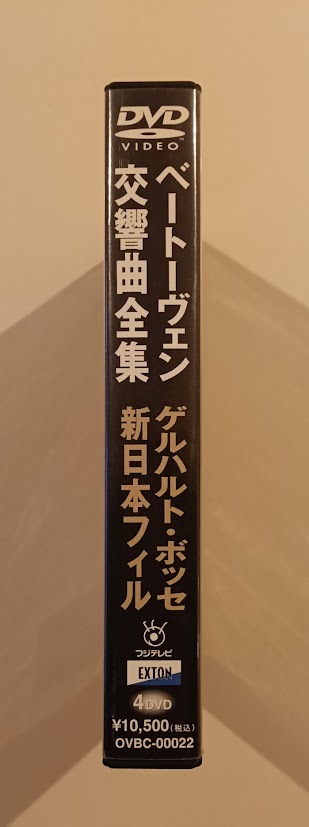 DVD
VIDEO™
ベートーヴェン
交響曲全集
ゲルハルト・ボッセ
新日本フィル
フジテレビ
EXTON
4DVD
¥10,500(税込)
OVBC-00022